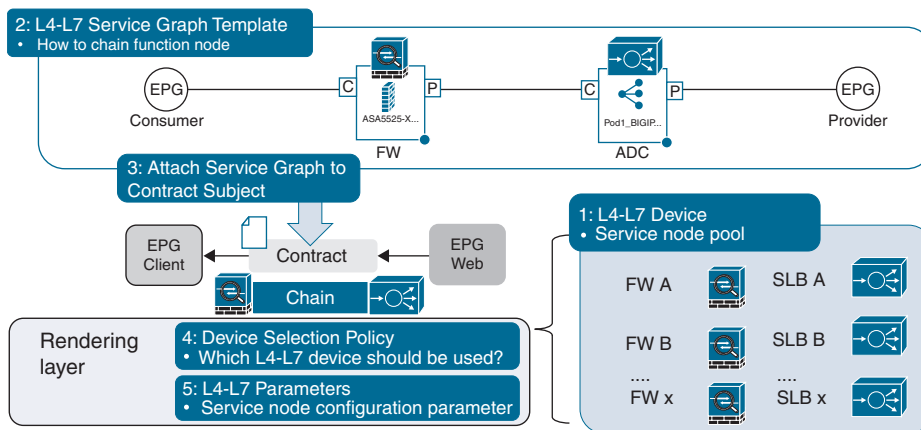 2: L4-L7 Service Graph Template
• How to chain function node
EPG
Consumer
C
P
ASA5525-X...
FW
C
P
Pod1_BIGIP...
ADC
EPG
Provider
3: Attach Service Graph to
Contract Subject
EPG
Client
Contract
EPG
Web
Chain
1: L4-L7 Device
• Service node pool
FW A
SLB A
FW B
SLB B
....
....
FW x
SLB x
Rendering
layer
4: Device Selection Policy
• Which L4-L7 device should be used?
5: L4-L7 Parameters
• Service node configuration parameter